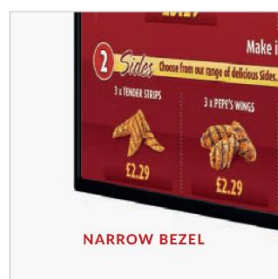 Make i
2 Sides Choose from our range of delicious Sides.
3 x TENDER STRIPS
3 x PEPE'S WINGS
£2.29
£2.29
NARROW BEZEL